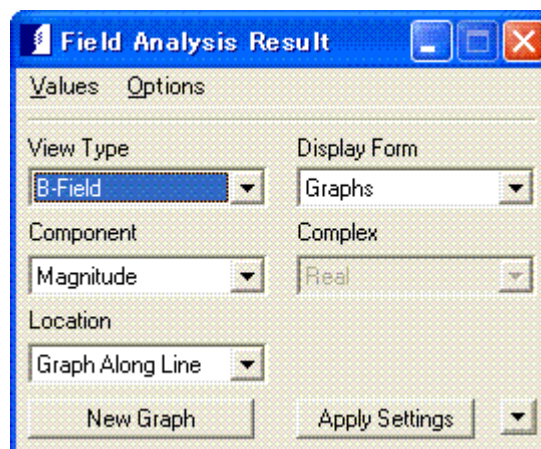 Field Analysis Result
Values Options
View Type Display Form
B-Field Graphs
Component Complex
Magnitude Real
Location
Graph Along Line
New Graph Apply Settings